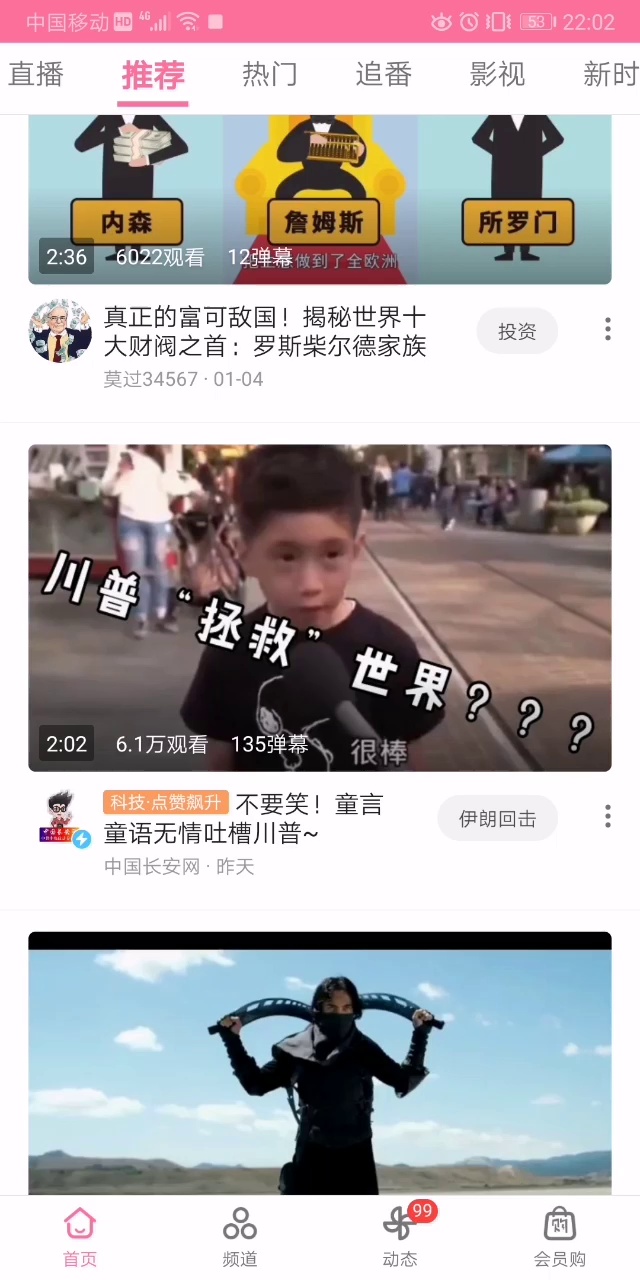 中国移动 HD 4G 53 22:02
直播 推荐 热门 追番 影视 新时
内森 詹姆斯 所罗门
做到了全欧洲
2:36 6022观看 12弹幕
真正的富可敌国！揭秘世界十
大财阀之首：罗斯柴尔德家族
投资
莫过34567 · 01-04
川普“拯救”世界？？？
很棒
2:02 6.1万观看 135弹幕
科技·点赞飙升 不要笑！童言
童语无情吐槽川普~
伊朗回击
中国长安网 · 昨天
99
购
首页 频道 动态 会员购